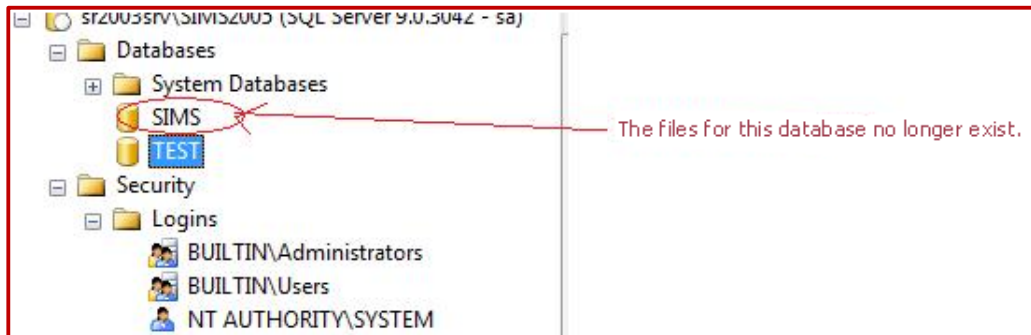 sr2003srv\SIMS2005 (SQL Server 9.0.3042 - sa)
Databases
System Databases
SIMS
The files for this database no longer exist.
TEST
Security
Logins
BUILTIN\Administrators
BUILTIN\Users
NT AUTHORITY\SYSTEM